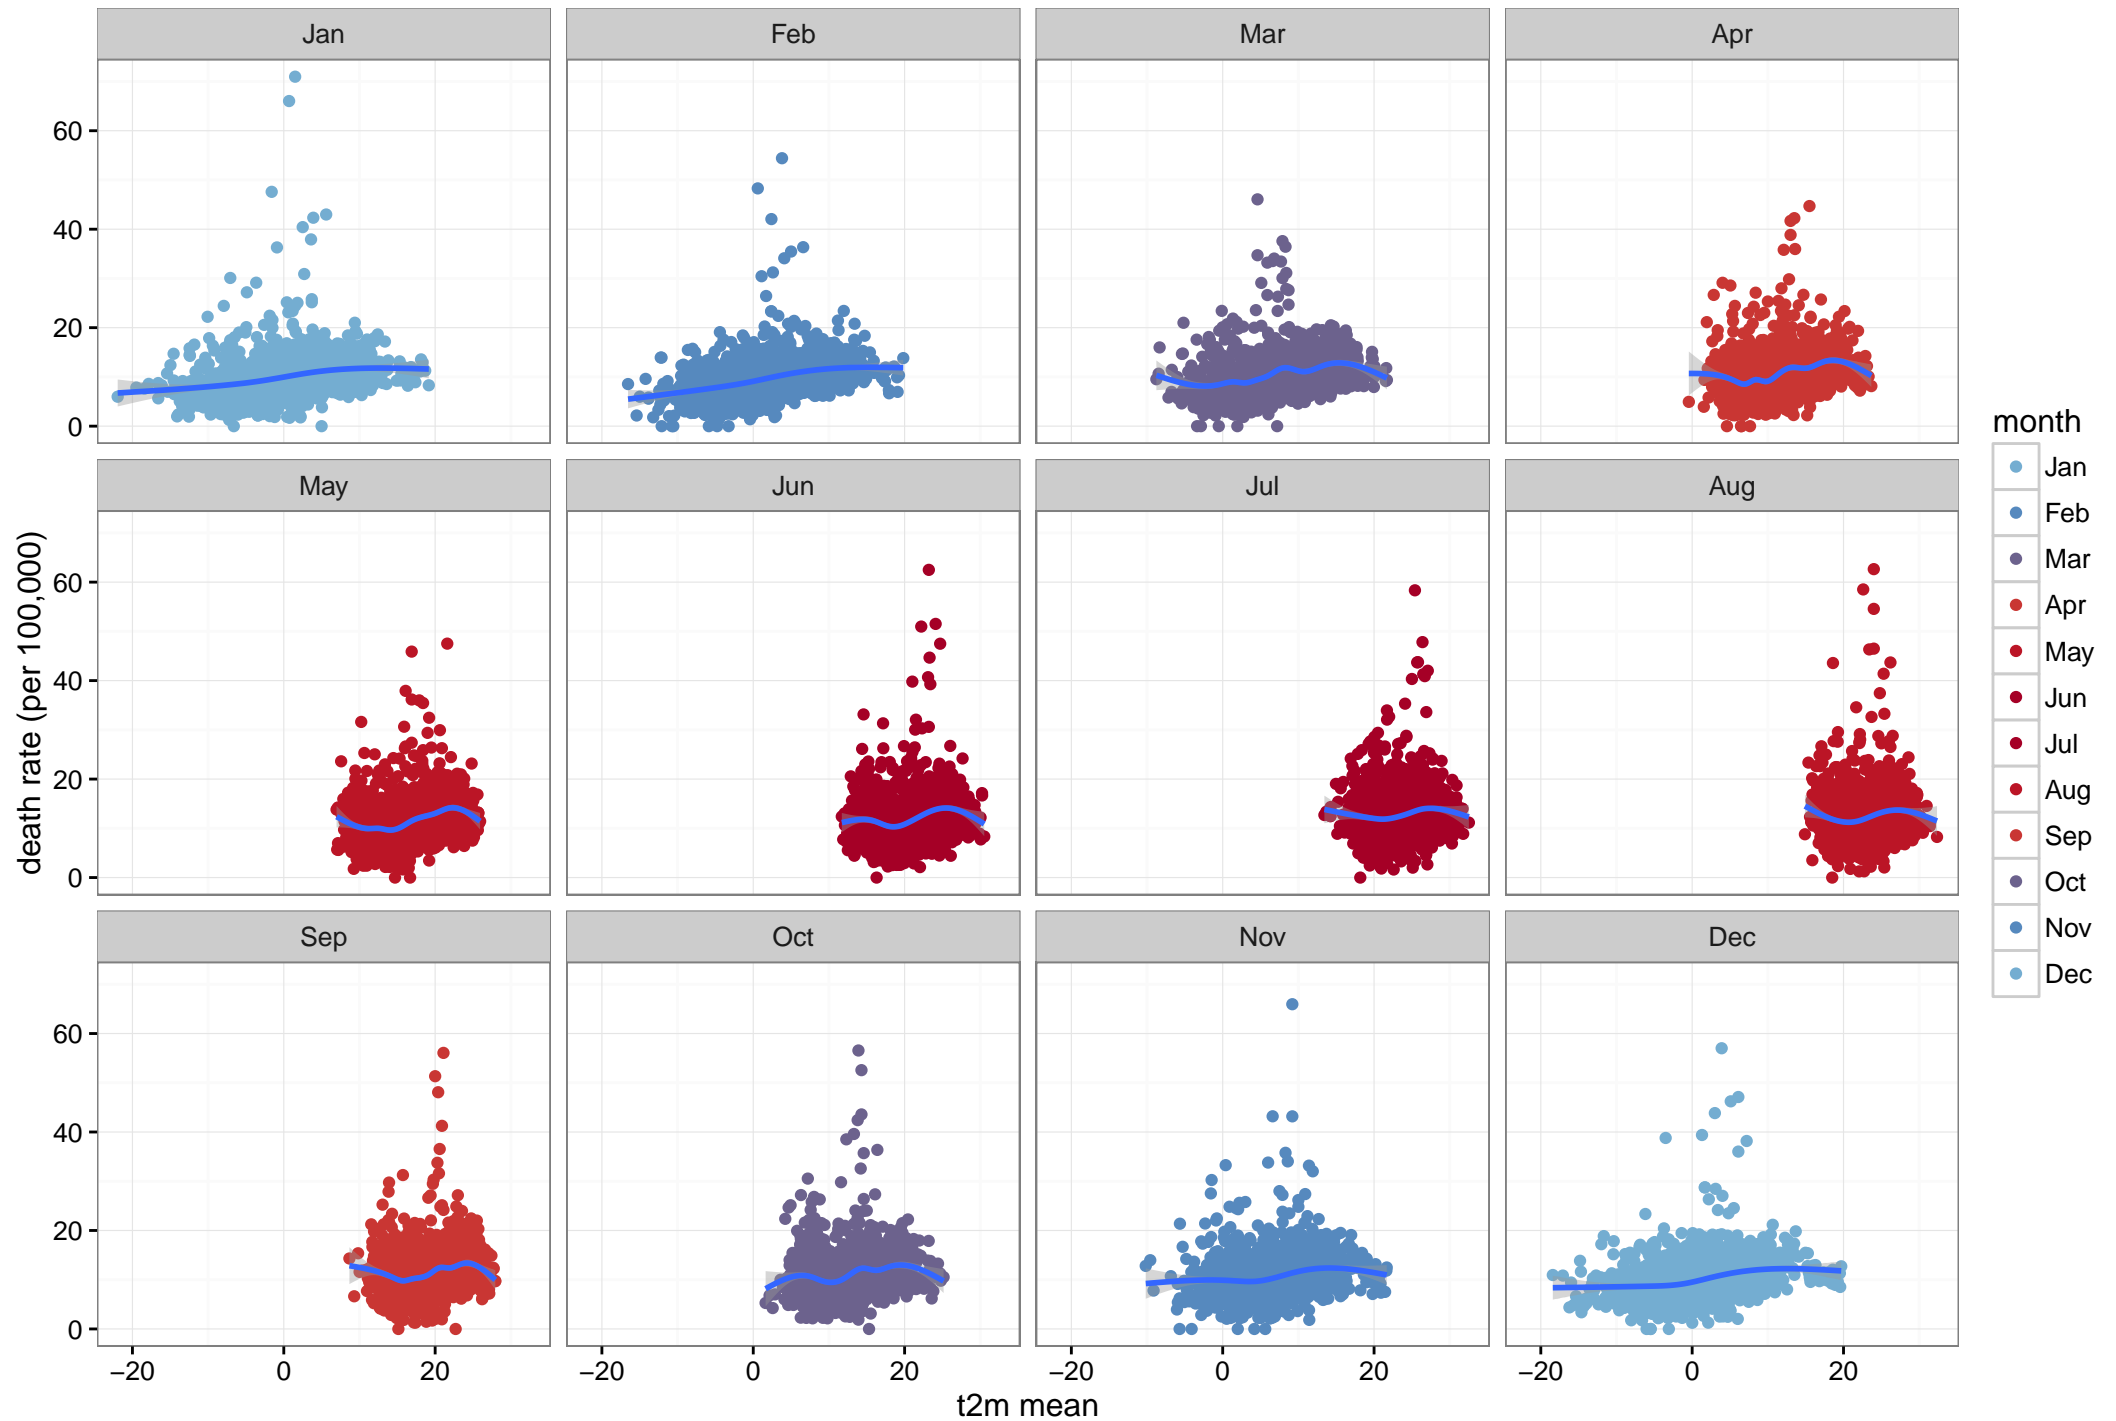 Jan Feb Mar Apr
60
40
20
0
May Jun Jul Aug
60
40
20
0
Sep Oct Nov Dec
60
40
20
0
−20 0 20 −20 0 20 −20 0 20 −20 0 20
t2m mean
death rate (per 100,000)
month
Jan
Feb
Mar
Apr
May
Jun
Jul
Aug
Sep
Oct
Nov
Dec